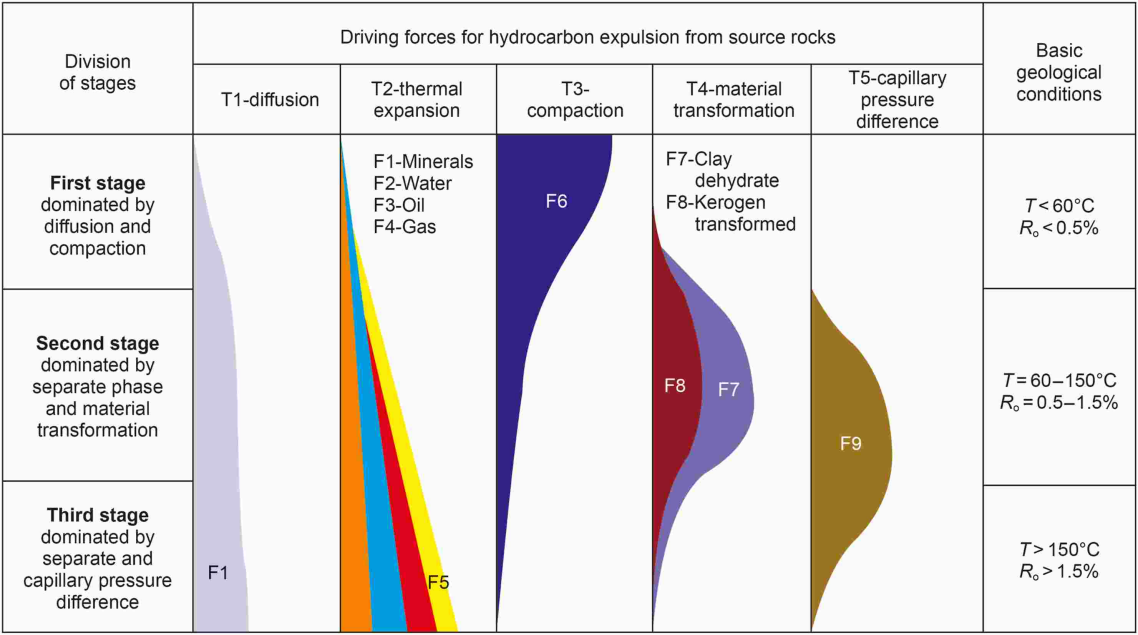 Division
of stages
Driving forces for hydrocarbon expulsion from source rocks
Basic
geological
conditions
T1-diffusion
T2-thermal
expansion
T3-
compaction
T4-material
transformation
T5-capillary
pressure
difference
First stage
dominated by
diffusion and
compaction
F1-Minerals
F2-Water
F3-Oil
F4-Gas
F6
F7-Clay
dehydrate
F8-Kerogen
transformed
T < 60°C
Ro < 0.5%
Second stage
dominated by
separate phase
and material
transformation
F8
F7
F9
T = 60–150°C
Ro = 0.5–1.5%
Third stage
dominated by
separate and
capillary pressure
difference
F1
F5
T > 150°C
Ro > 1.5%